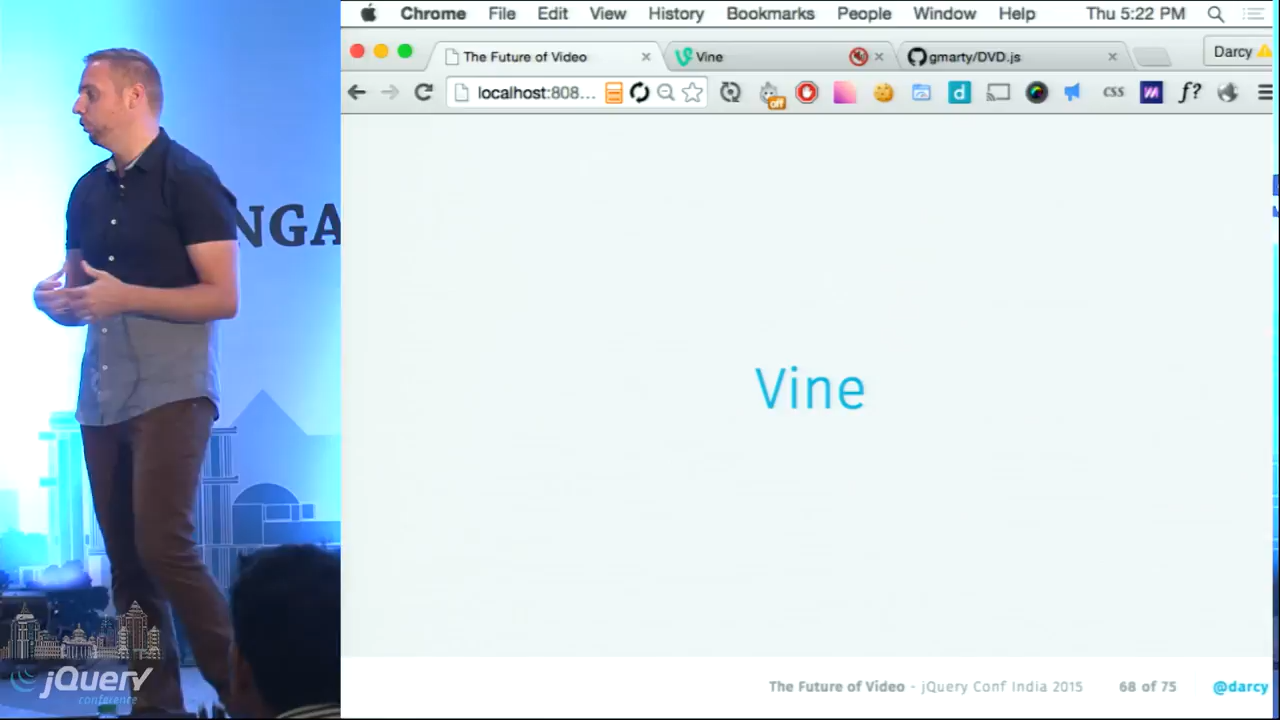 Chrome File Edit View History Bookmarks People Window Help Thu 5:22 PM
The Future of Video
Vine
gmarty/DVD.js
Darcy
localhost:808...
off
d
CSS
f?
NGA
Vine
jQuery
conference
The Future of Video - jQuery Conf India 2015 68 of 75 @darcy